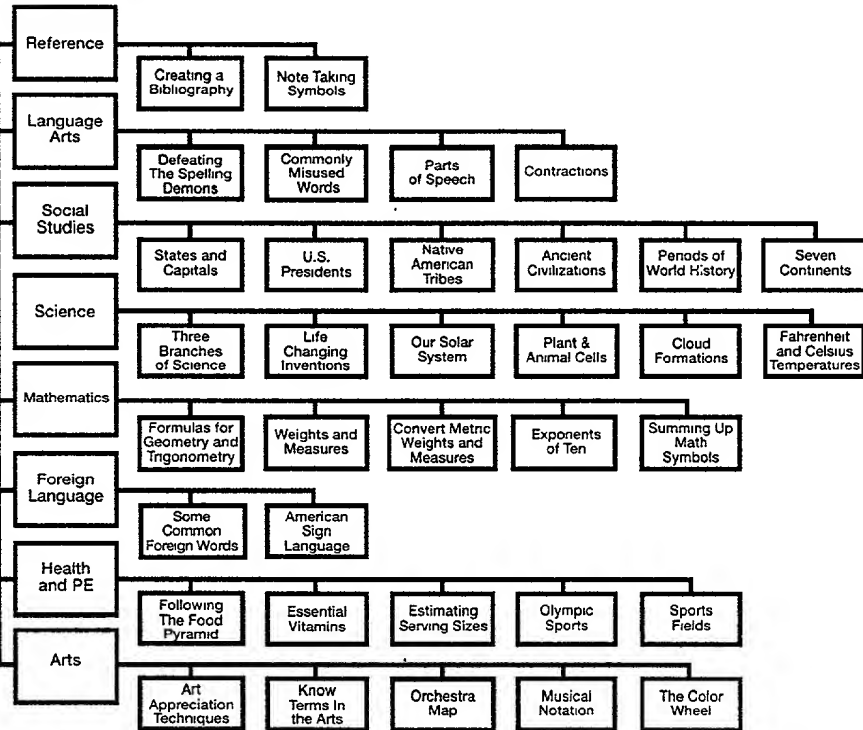 Reference
Creating a
Bibliography
Note Taking
Symbols
Language
Arts
Defeating
The Spelling
Demons
Commonly
Misused
Words
Parts
of Speech
Contractions
Social
Studies
States and
Capitals
U.S.
Presidents
Native
American
Tribes
Ancient
Civilizations
Periods of
World History
Seven
Continents
Science
Three
Branches
of Science
Life
Changing
Inventions
Our Solar
System
Plant &
Animal Cells
Cloud
Formations
Fahrenheit
and Celsius
Temperatures
Mathematics
Formulas for
Geometry and
Trigonometry
Weights and
Measures
Convert Metric
Weights and
Measures
Exponents
of Ten
Summing Up
Math
Symbols
Foreign
Language
Some
Common
Foreign Words
American
Sign
Language
Health
and PE
Following
The Food
Pyramid
Essential
Vitamins
Estimating
Serving Sizes
Olympic
Sports
Sports
Fields
Arts
Art
Appreciation
Techniques
Know
Terms In
the Arts
Orchestra
Map
Musical
Notation
The Color
Wheel